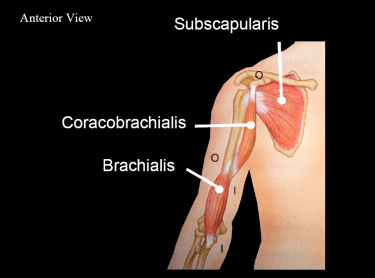 Anterior View
Subscapularis
O
Coracobrachialis
O
Brachialis
I
I